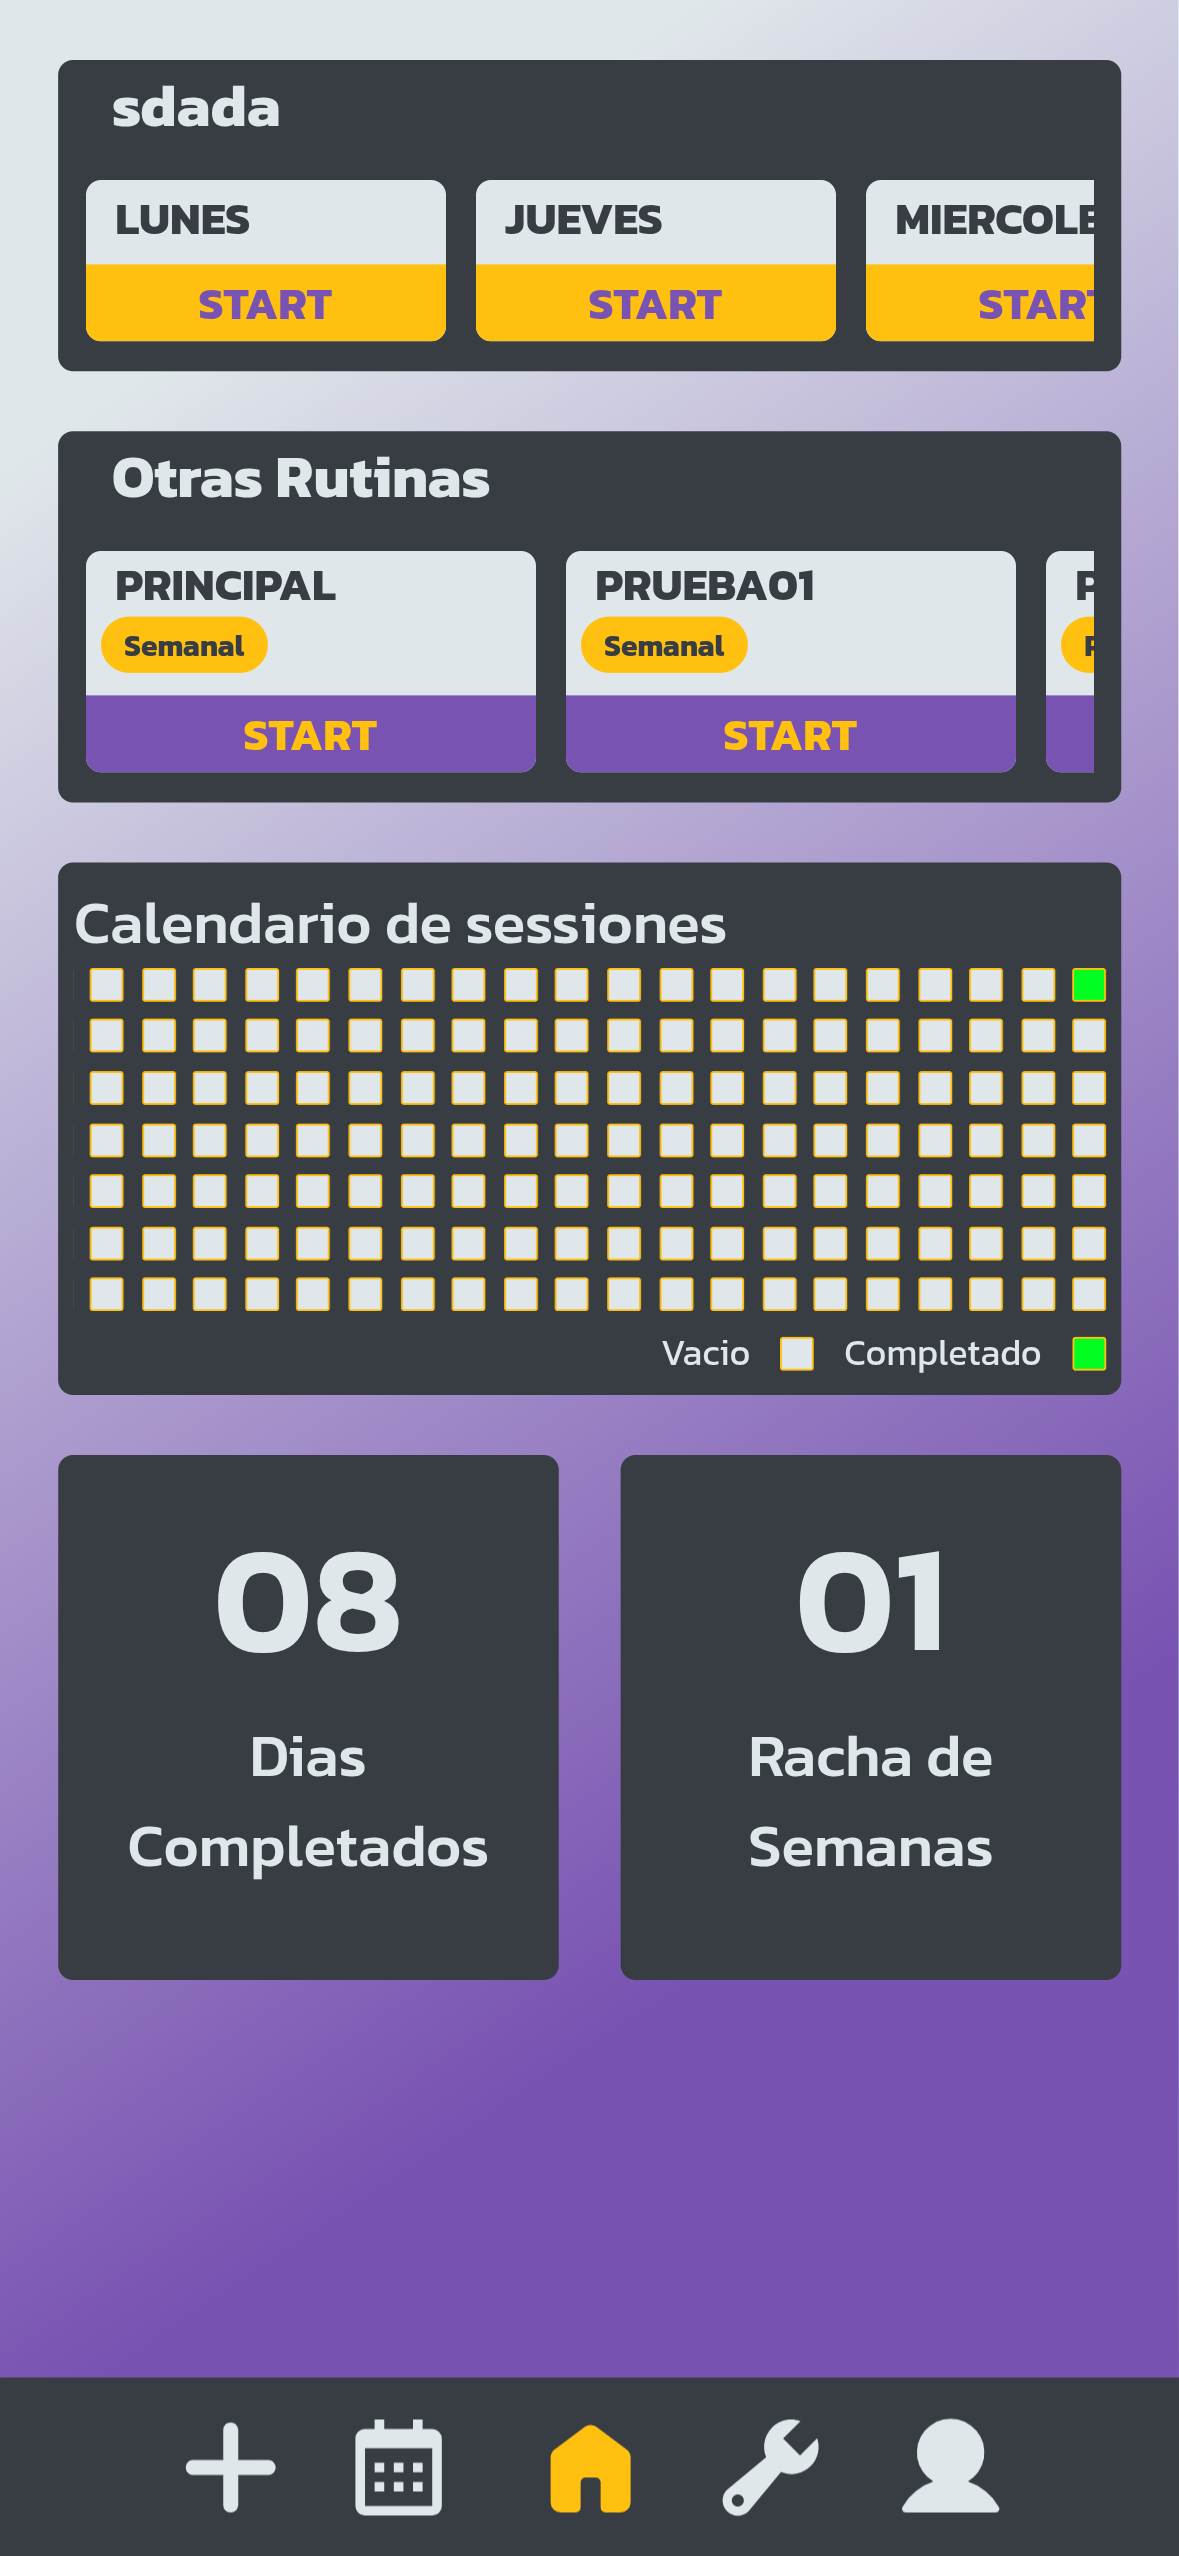 sdada
LUNES
JUEVES
MIERCOLE
START
START
START
Otras Rutinas
PRINCIPAL
PRUEBA01
P
Semanal
Semanal
START
START
Calendario de sessiones
Vacio
Completado
08
01
Dias
Completados
Racha de
Semanas